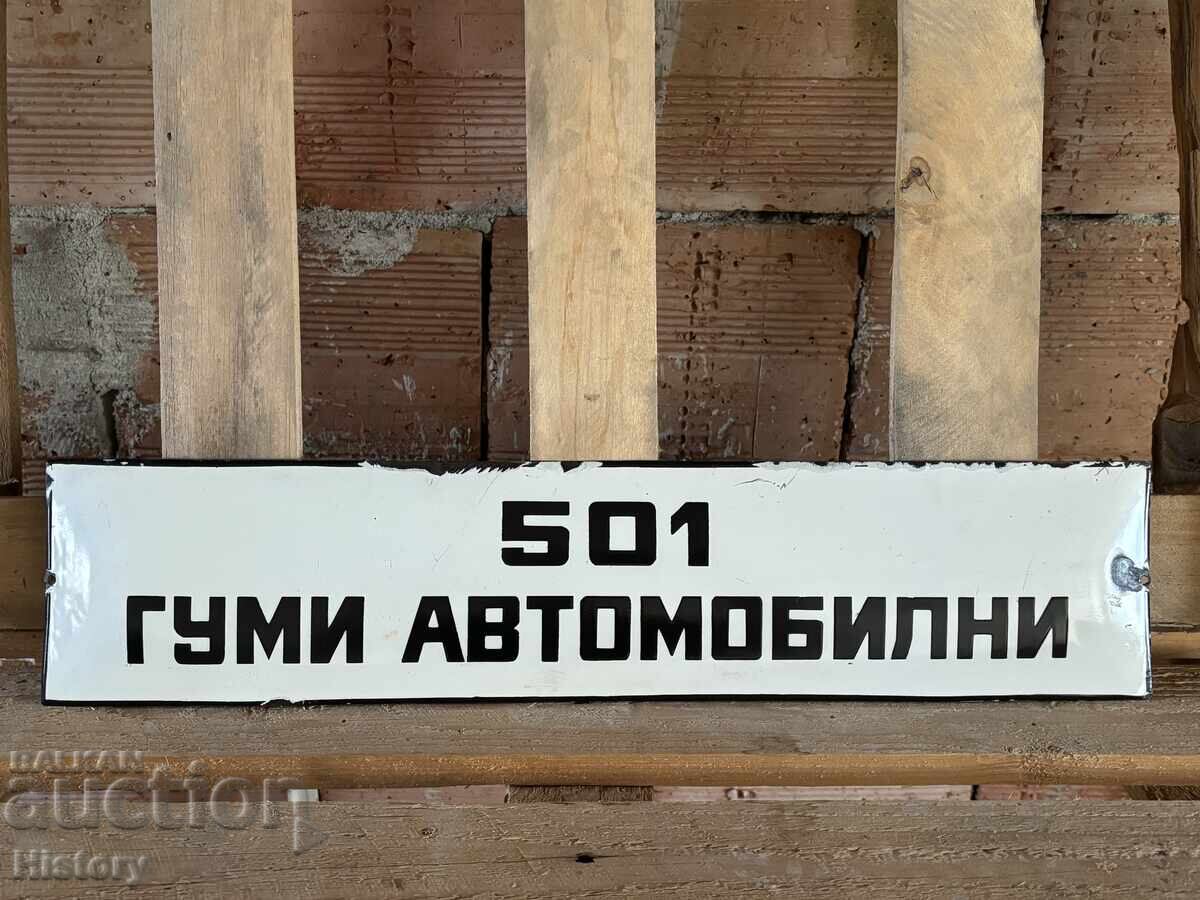 501
ГУМИ АВТОМОБИЛНИ
BALKAN
auction
History